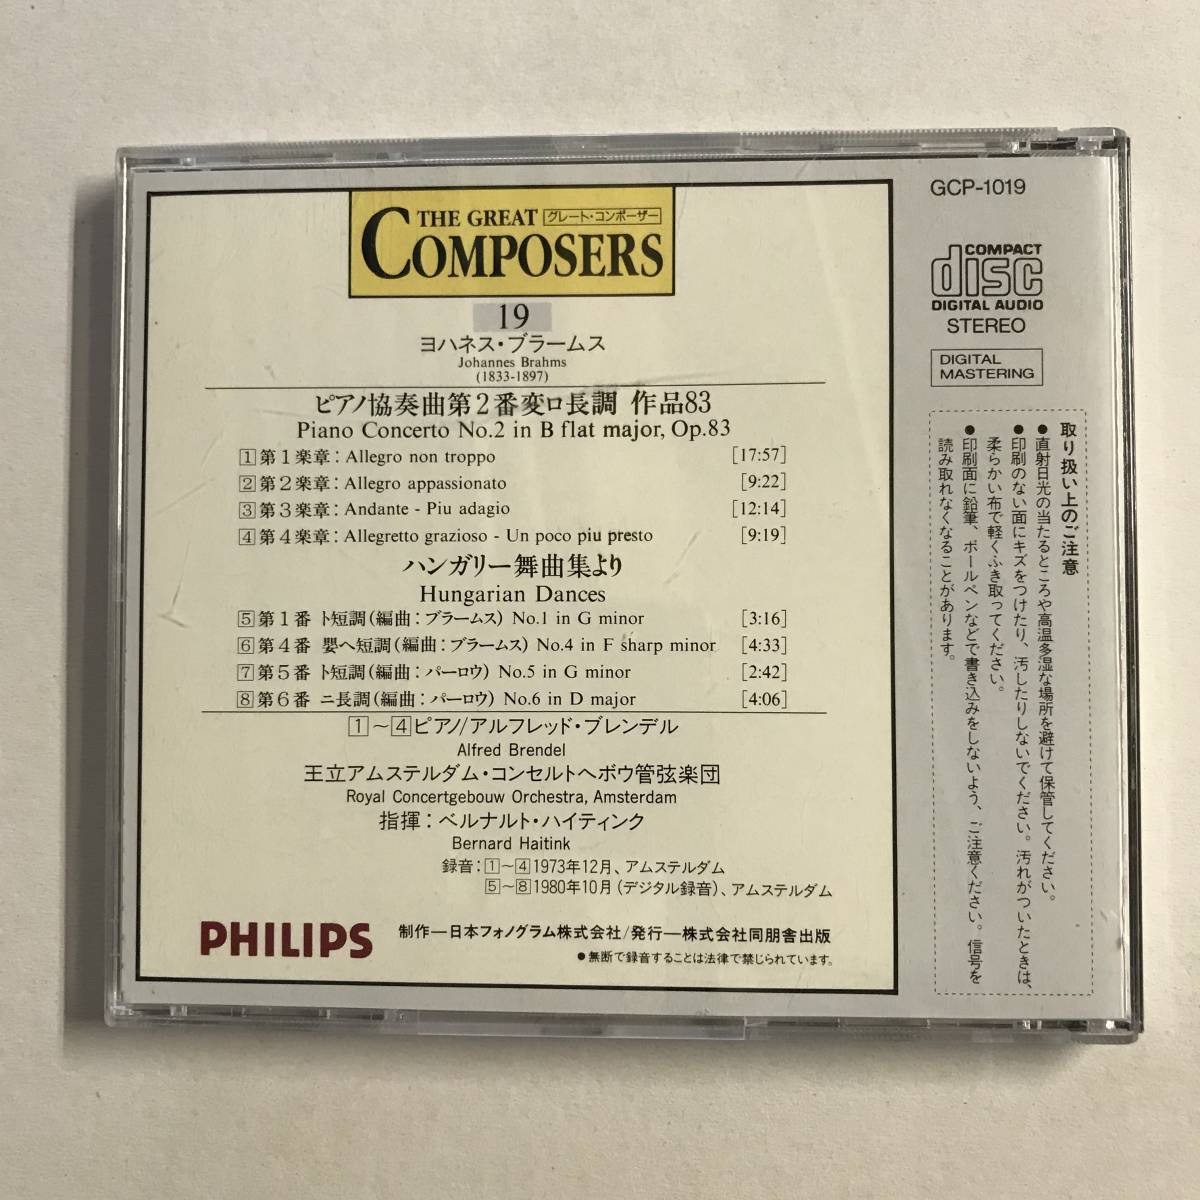 THE GREAT グレート・コンポーザー
COMPOSERS
19
ヨハネス・ブラームス
Johannes Brahms
(1833-1897)
ピアノ協奏曲第2番変ロ長調 作品83
Piano Concerto No.2 in B flat major, Op.83
1 第1楽章: Allegro non troppo [17:57]
2 第2楽章: Allegro appassionato [9:22]
3 第3楽章: Andante - Piu adagio [12:14]
4 第4楽章: Allegretto grazioso - Un poco piu presto [9:19]
ハンガリー舞曲集より
Hungarian Dances
5 第1番 ト短調(編曲:ブラームス) No.1 in G minor [3:16]
6 第4番 嬰ヘ短調(編曲:ブラームス) No.4 in F sharp minor [4:33]
7 第5番 ト短調(編曲:パーロウ) No.5 in G minor [2:42]
8 第6番 ニ長調(編曲:パーロウ) No.6 in D major [4:06]
1〜4ピアノ/アルフレッド・ブレンデル
Alfred Brendel
王立アムステルダム・コンセルトヘボウ管弦楽団
Royal Concertgebouw Orchestra, Amsterdam
指揮:ベルナルト・ハイティンク
Bernard Haitink
録音:1〜4 1973年12月、アムステルダム
5〜8 1980年10月(デジタル録音)、アムステルダム
PHILIPS 制作—日本フォノグラム株式会社/発行—株式会社同朋舎出版
●無断で録音することは法律で禁じられています。
GCP-1019
COMPACT
disc
DIGITAL AUDIO
STEREO
DIGITAL
MASTERING
取り扱い上のご注意
●直射日光の当たるところや高温多湿な場所を避けて保管してください。
●印刷のない面にキズをつけたり、汚したりしないでください。汚れがついたときは、
柔らかい布で軽くふき取ってください。
●印刷面に鉛筆、ボールペンなどで書き込みをしないよう、ご注意ください。信号を
読み取れなくなることがあります。